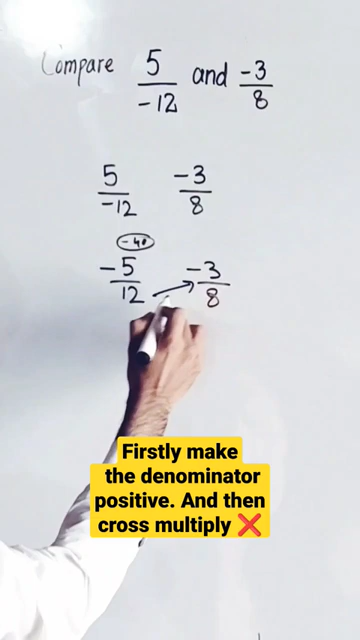 Compare 5/-12 and -3/8
5/-12 -3/8
-40
-5/12 -3/8
Firstly make
the denominator
positive. And then
cross multiply ❌